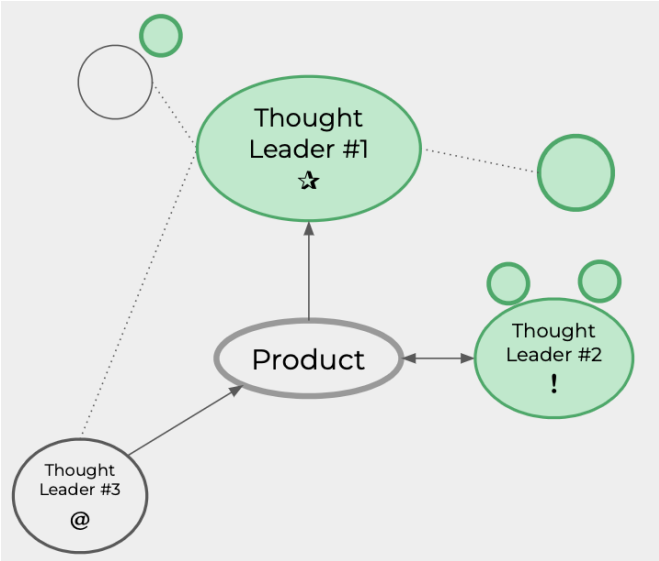 Thought
Leader #1
☆
Thought
Leader #2
!
Product
Thought
Leader #3
@